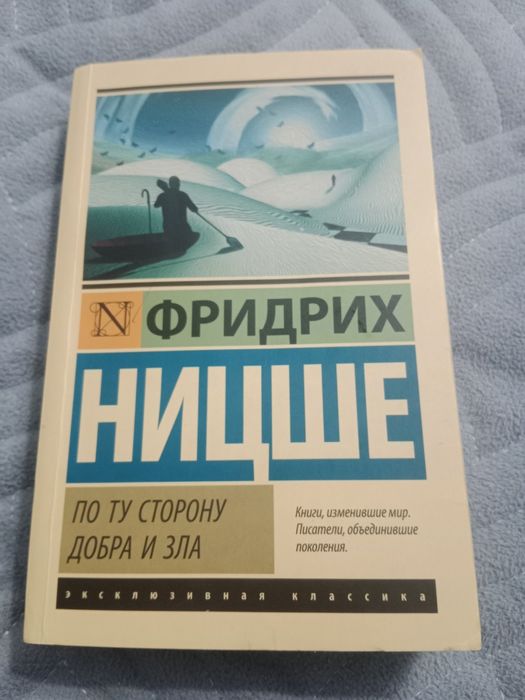 N
ФРИДРИХ
НИЦШЕ
ПО ТУ СТОРОНУ
ДОБРА И ЗЛА
Книги, изменившие мир.
Писатели, объединившие
поколения.
эксклюзивная классика